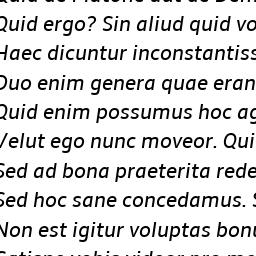 Quid ergo? Sin aliud quid vo
Haec dicuntur inconstantiss
Duo enim genera quae eran
Quid enim possumus hoc ag
Velut ego nunc moveor. Qui
Sed ad bona praeterita rede
Sed hoc sane concedamus. S
Non est igitur voluptas bonu